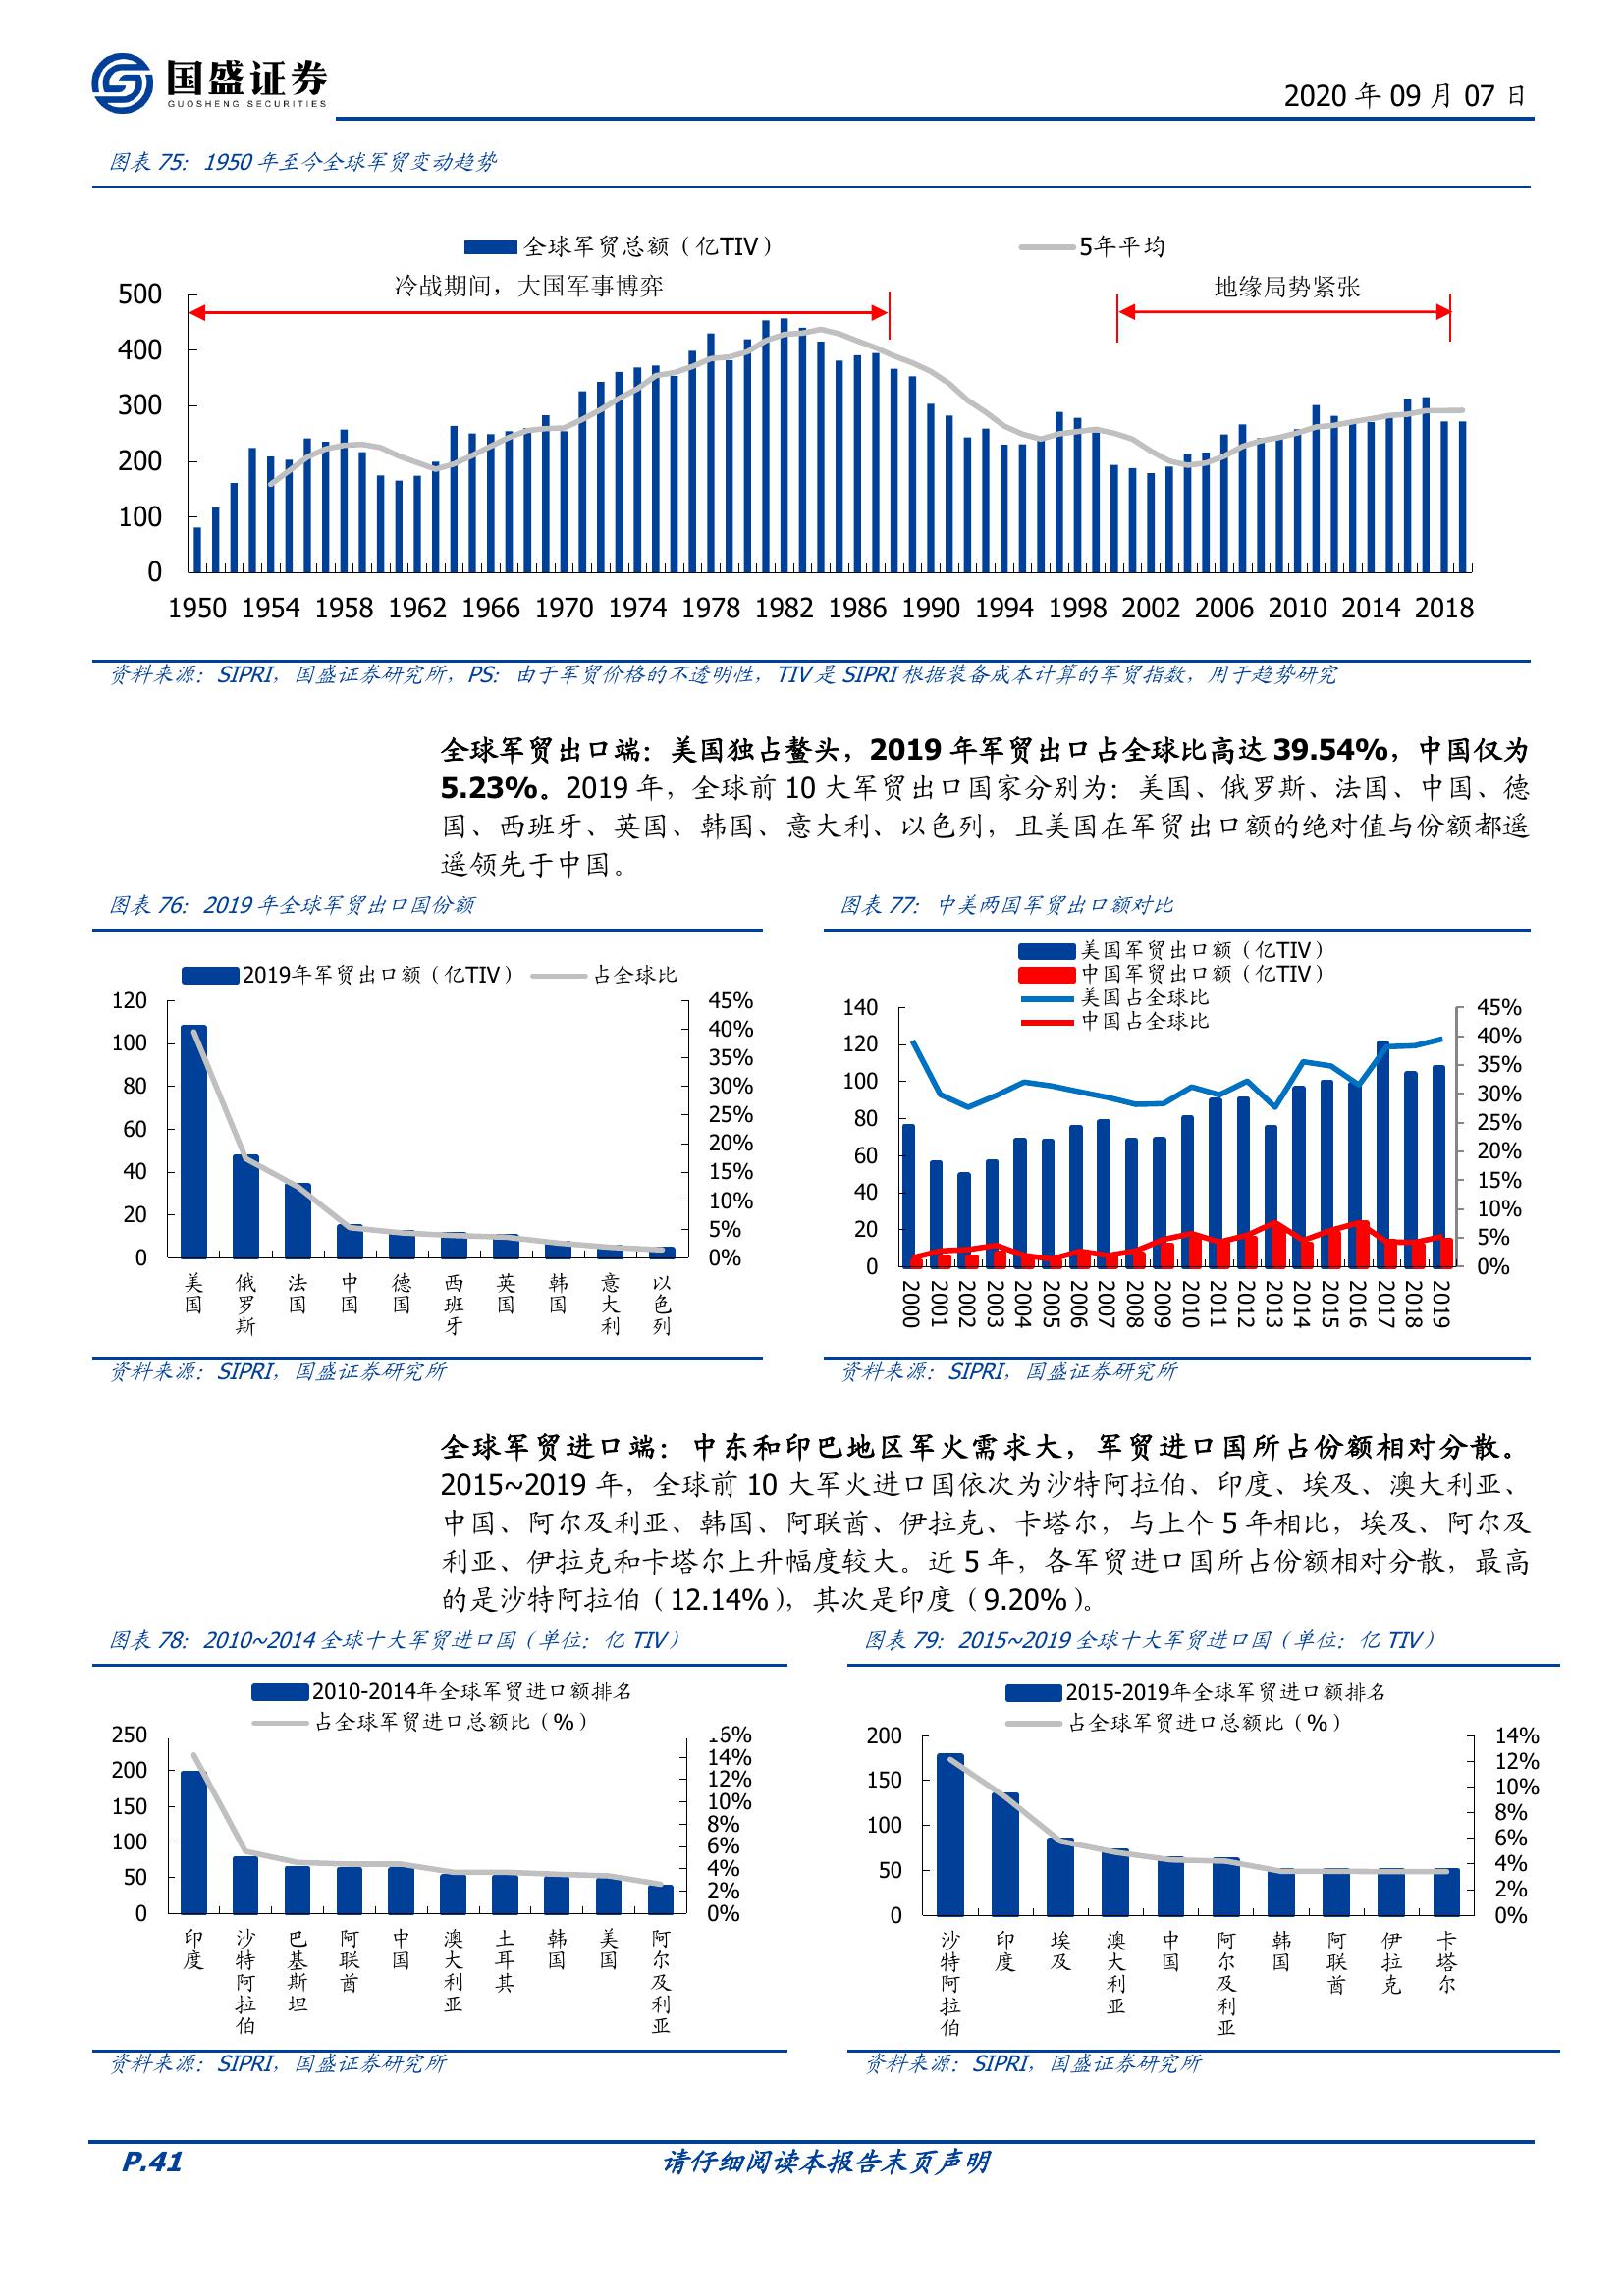 国盛证券
GUOSHENG SECURITIES
2020 年 09 月 07 日
图表 75：1950 年至今全球军贸变动趋势
全球军贸总额（亿TIV）
5年平均
冷战期间，大国军事博弈
地缘局势紧张
500
400
300
200
100
0
1950 1954 1958 1962 1966 1970 1974 1978 1982 1986 1990 1994 1998 2002 2006 2010 2014 2018
资料来源：SIPRI，国盛证券研究所，PS：由于军贸价格的不透明性，TIV 是 SIPRI 根据装备成本计算的军贸指数，用于趋势研究
全球军贸出口端：美国独占鳌头，2019 年军贸出口占全球比高达 39.54%，中国仅为
5.23%。2019 年，全球前 10 大军贸出口国家分别为：美国、俄罗斯、法国、中国、德
国、西班牙、英国、韩国、意大利、以色列，且美国在军贸出口额的绝对值与份额都遥
遥领先于中国。
图表 76：2019 年全球军贸出口国份额
2019年军贸出口额（亿TIV）
占全球比
120
100
80
60
40
20
0
45%
40%
35%
30%
25%
20%
15%
10%
5%
0%
美国
俄罗斯
法国
中国
德国
西班牙
英国
韩国
意大利
以色列
资料来源：SIPRI，国盛证券研究所
图表 77：中美两国军贸出口额对比
美国军贸出口额（亿TIV）
中国军贸出口额（亿TIV）
美国占全球比
中国占全球比
140
120
100
80
60
40
20
0
45%
40%
35%
30%
25%
20%
15%
10%
5%
0%
2000
2001
2002
2003
2004
2005
2006
2007
2008
2009
2010
2011
2012
2013
2014
2015
2016
2017
2018
2019
资料来源：SIPRI，国盛证券研究所
全球军贸进口端：中东和印巴地区军火需求大，军贸进口国所占份额相对分散。
2015~2019 年，全球前 10 大军火进口国依次为沙特阿拉伯、印度、埃及、澳大利亚、
中国、阿尔及利亚、韩国、阿联酋、伊拉克、卡塔尔，与上个 5 年相比，埃及、阿尔及
利亚、伊拉克和卡塔尔上升幅度较大。近 5 年，各军贸进口国所占份额相对分散，最高
的是沙特阿拉伯（12.14%），其次是印度（9.20%）。
图表 78：2010~2014 全球十大军贸进口国（单位：亿 TIV）
2010-2014年全球军贸进口额排名
占全球军贸进口总额比（%）
250
200
150
100
50
0
16%
14%
12%
10%
8%
6%
4%
2%
0%
印度
沙特阿拉伯
巴基斯坦
阿联酋
中国
澳大利亚
土耳其
韩国
美国
阿尔及利亚
资料来源：SIPRI，国盛证券研究所
图表 79：2015~2019 全球十大军贸进口国（单位：亿 TIV）
2015-2019年全球军贸进口额排名
占全球军贸进口总额比（%）
200
150
100
50
0
14%
12%
10%
8%
6%
4%
2%
0%
沙特阿拉伯
印度
埃及
澳大利亚
中国
阿尔及利亚
韩国
阿联酋
伊拉克
卡塔尔
资料来源：SIPRI，国盛证券研究所
P.41
请仔细阅读本报告末页声明